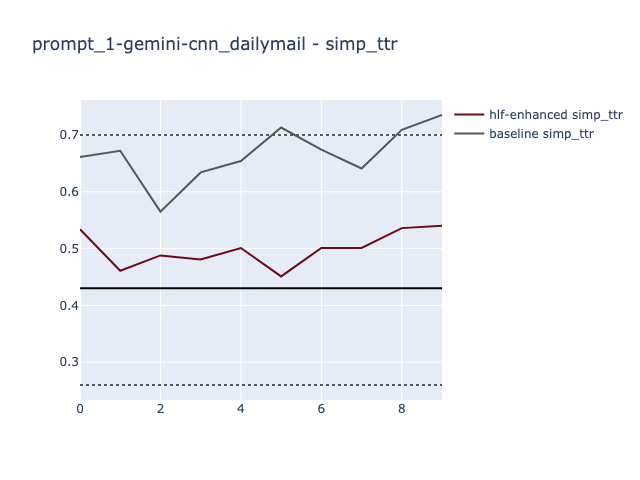 prompt_1-gemini-cnn_dailymail - simp_ttr
hlf-enhanced simp_ttr
baseline simp_ttr
0.7
0.6
0.5
0.4
0.3
0 2 4 6 8